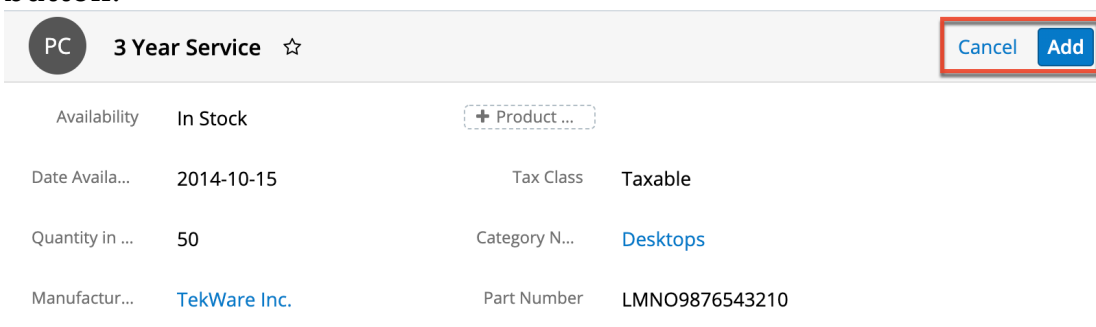 PC 3 Year Service ☆ Cancel Add
Availability In Stock + Product ...
Date Availa... 2014-10-15 Tax Class Taxable
Quantity in ... 50 Category N... Desktops
Manufactur... TekWare Inc. Part Number LMNO9876543210